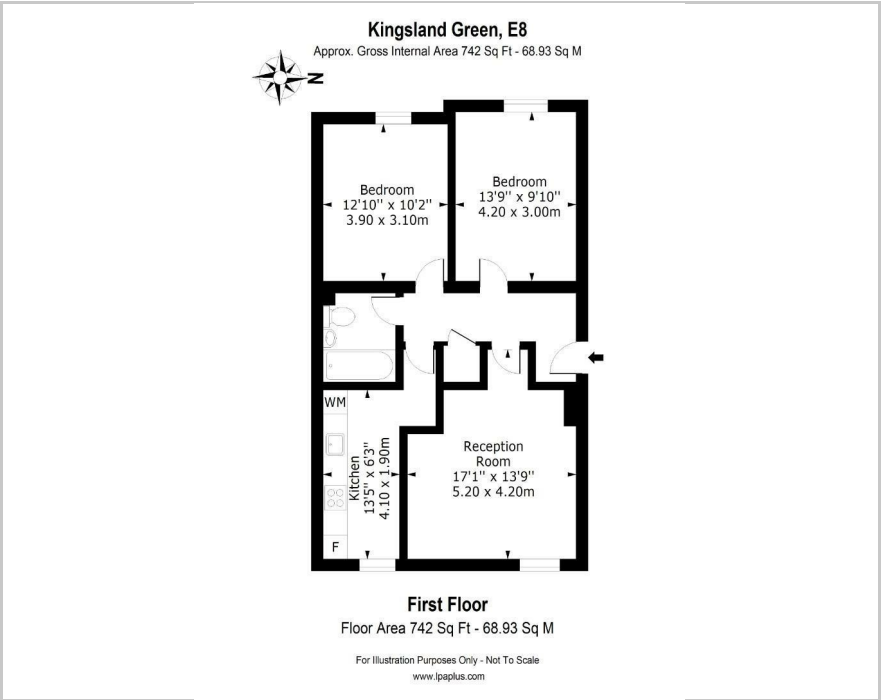 Kingsland Green, E8
Approx. Gross Internal Area 742 Sq Ft - 68.93 Sq M
N
Bedroom
12'10'' x 10'2''
3.90 x 3.10m
Bedroom
13'9'' x 9'10''
4.20 x 3.00m
WM
Kitchen
13'5'' x 6'3''
4.10 x 1.90m
F
Reception
Room
17'1'' x 13'9''
5.20 x 4.20m
First Floor
Floor Area 742 Sq Ft - 68.93 Sq M
For Illustration Purposes Only - Not To Scale
www.lpaplus.com